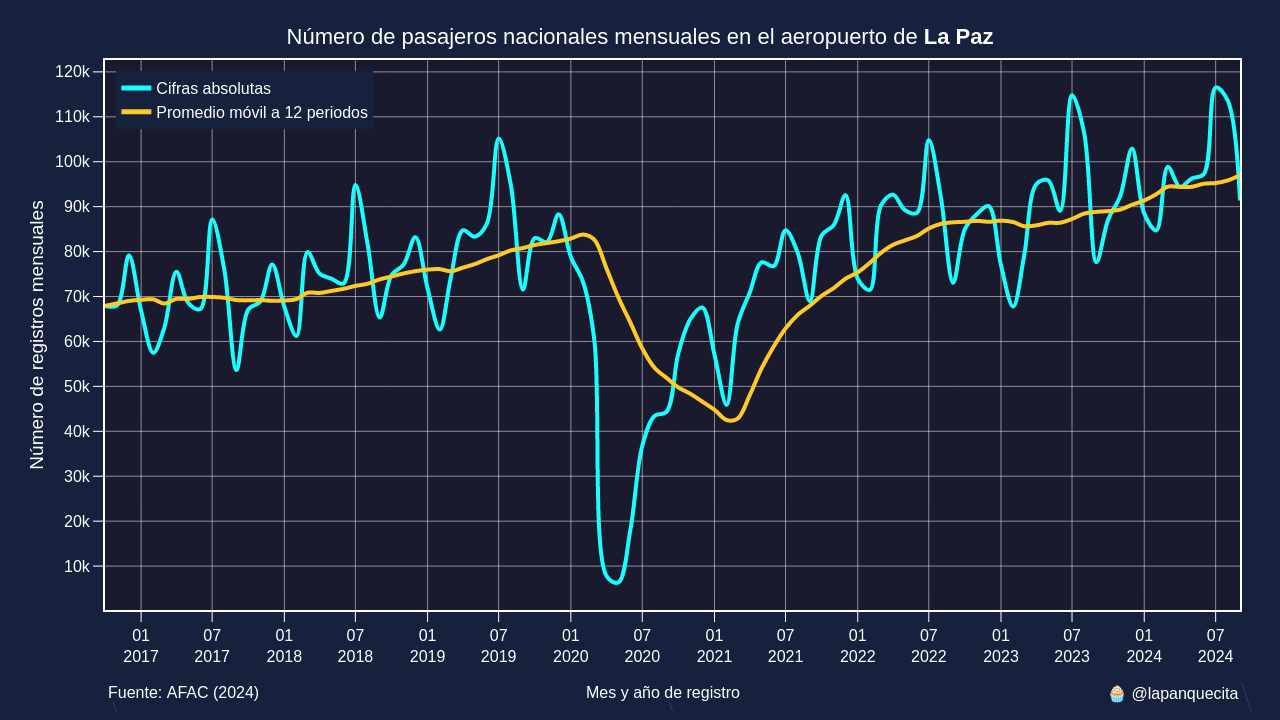 Número de pasajeros nacionales mensuales en el aeropuerto de La Paz
Cifras absolutas
Promedio móvil a 12 periodos
Número de registros mensuales
120k
110k
100k
90k
80k
70k
60k
50k
40k
30k
20k
10k
01 07 01 07 01 07 01 07 01 07 01 07 01 07 01 07
2017 2017 2018 2018 2019 2019 2020 2020 2021 2021 2022 2022 2023 2023 2024 2024
Fuente: AFAC (2024) Mes y año de registro 🧁 @lapanquecita